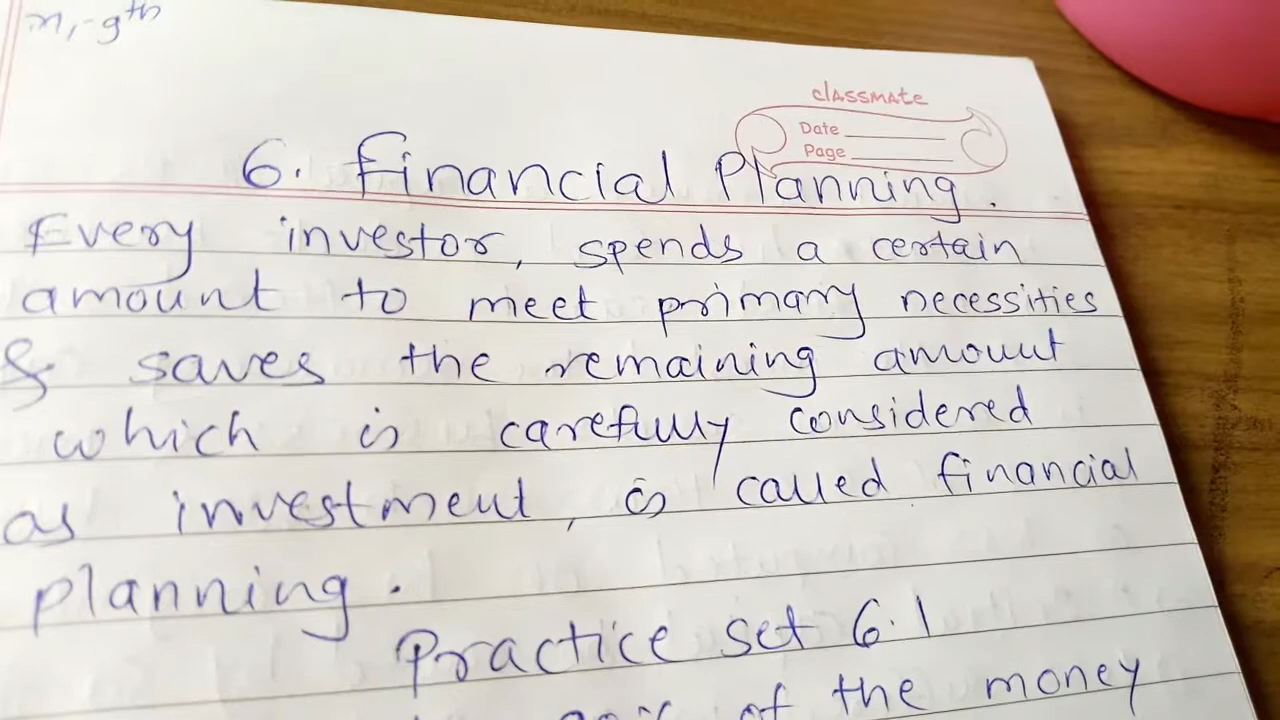 m,-9th
classmate
Date
Page
6. Financial Planning.
Every investor, spends a certain
amount to meet primary necessities
& saves the remaining amount
which is carefully considered
as investment, is called financial
planning.
Practice set 6.1
of the money